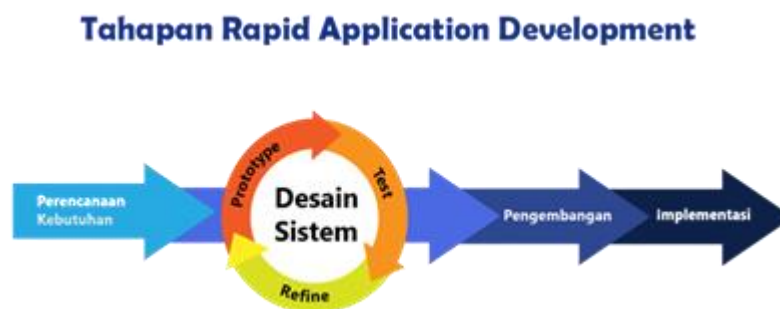 Tahapan Rapid Application Development
Perencanaan
Kebutuhan
Prototype
Test
Refine
Desain
Sistem
Pengembangan
Implementasi